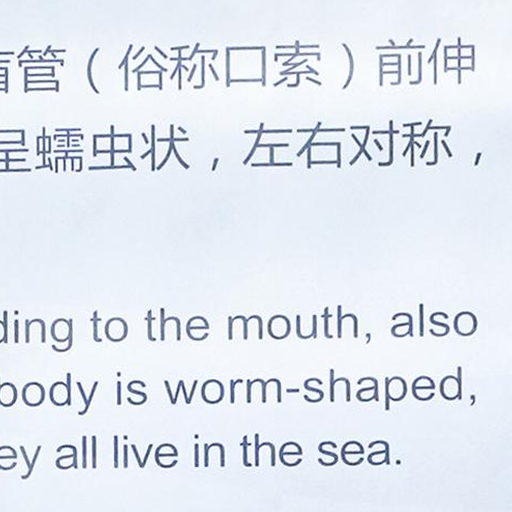 盲管（俗称口索）前伸
呈蠕虫状，左右对称，
ding to the mouth, also
body is worm-shaped,
ey all live in the sea.